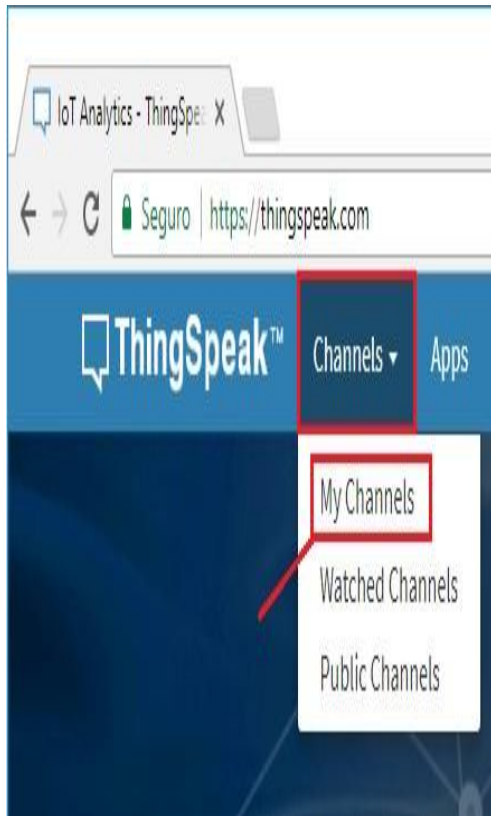 IoT Analytics - ThingSpe
Seguro | https://thingspeak.com
ThingSpeak™ Channels Apps
My Channels
Watched Channels
Public Channels